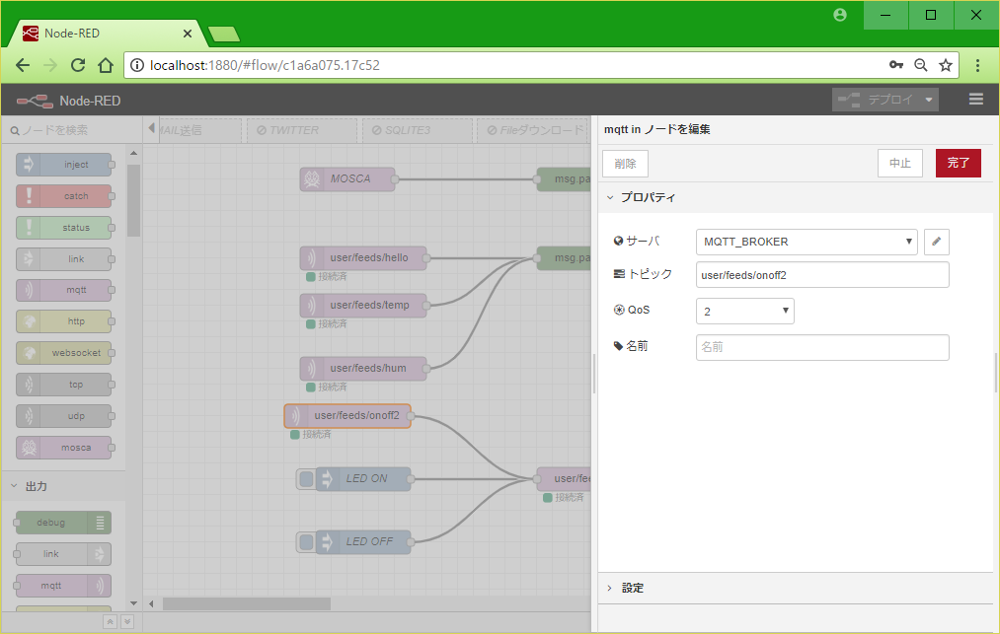 Node-RED
localhost:1880/#flow/c1a6a075.17c52
Node-RED
デプロイ
ノードを検索
AIL送信
TWITTER
SQLITE3
Fileダウンロード
inject
catch
status
link
mqtt
http
websocket
tcp
udp
mosca
出力
debug
link
mqtt
MOSCA
msg.pa
user/feeds/hello
接続済
msg.pa
user/feeds/temp
接続済
user/feeds/hum
接続済
user/feeds/onoff2
接続済
LED ON
user/fee
接続済
LED OFF
mqtt in ノードを編集
削除
中止
完了
プロパティ
サーバ
MQTT_BROKER
トピック
user/feeds/onoff2
QoS
2
名前
名前
設定